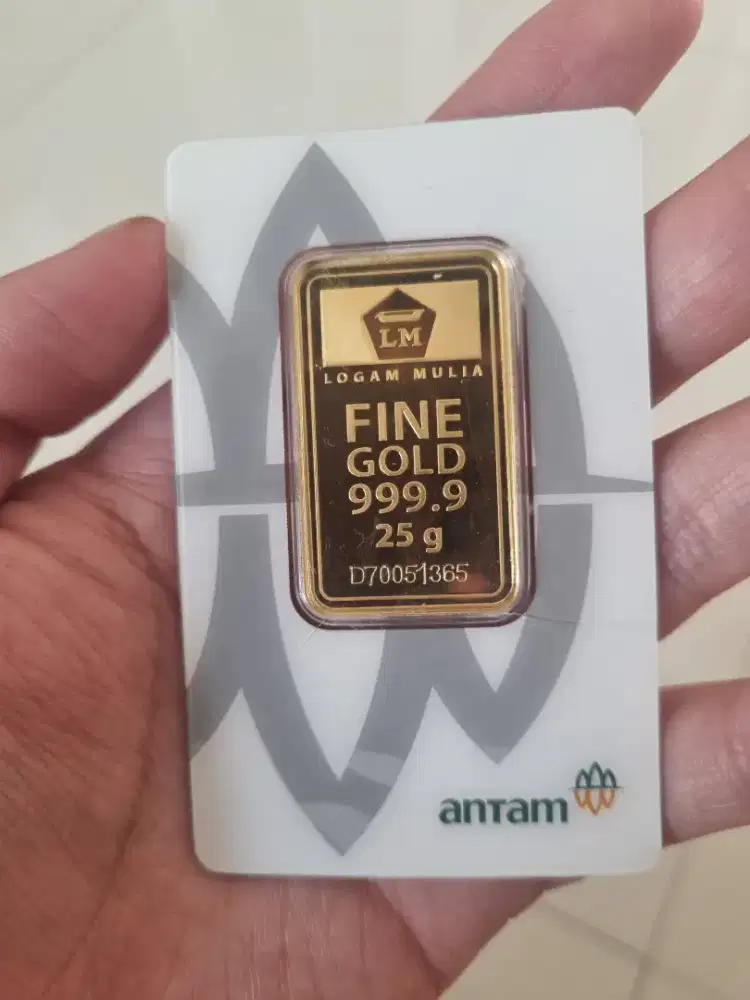 LM
LOGAM MULIA
FINE
GOLD
999.9
25 g
D70051365
antam